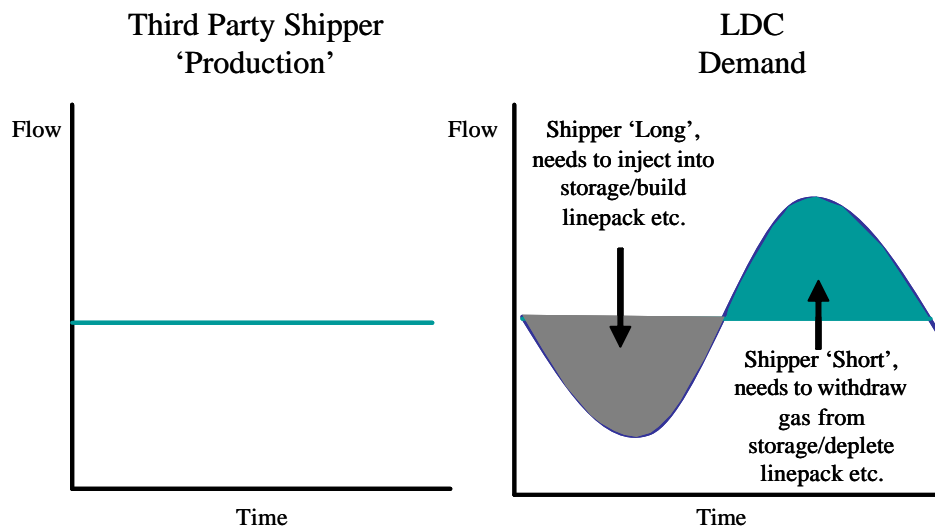 Third Party Shipper
‘Production’
Flow
Time
LDC
Demand
Flow
Shipper ‘Long’,
needs to inject into
storage/build
linepack etc.
Shipper ‘Short’,
needs to withdraw
gas from
storage/deplete
linepack etc.
Time